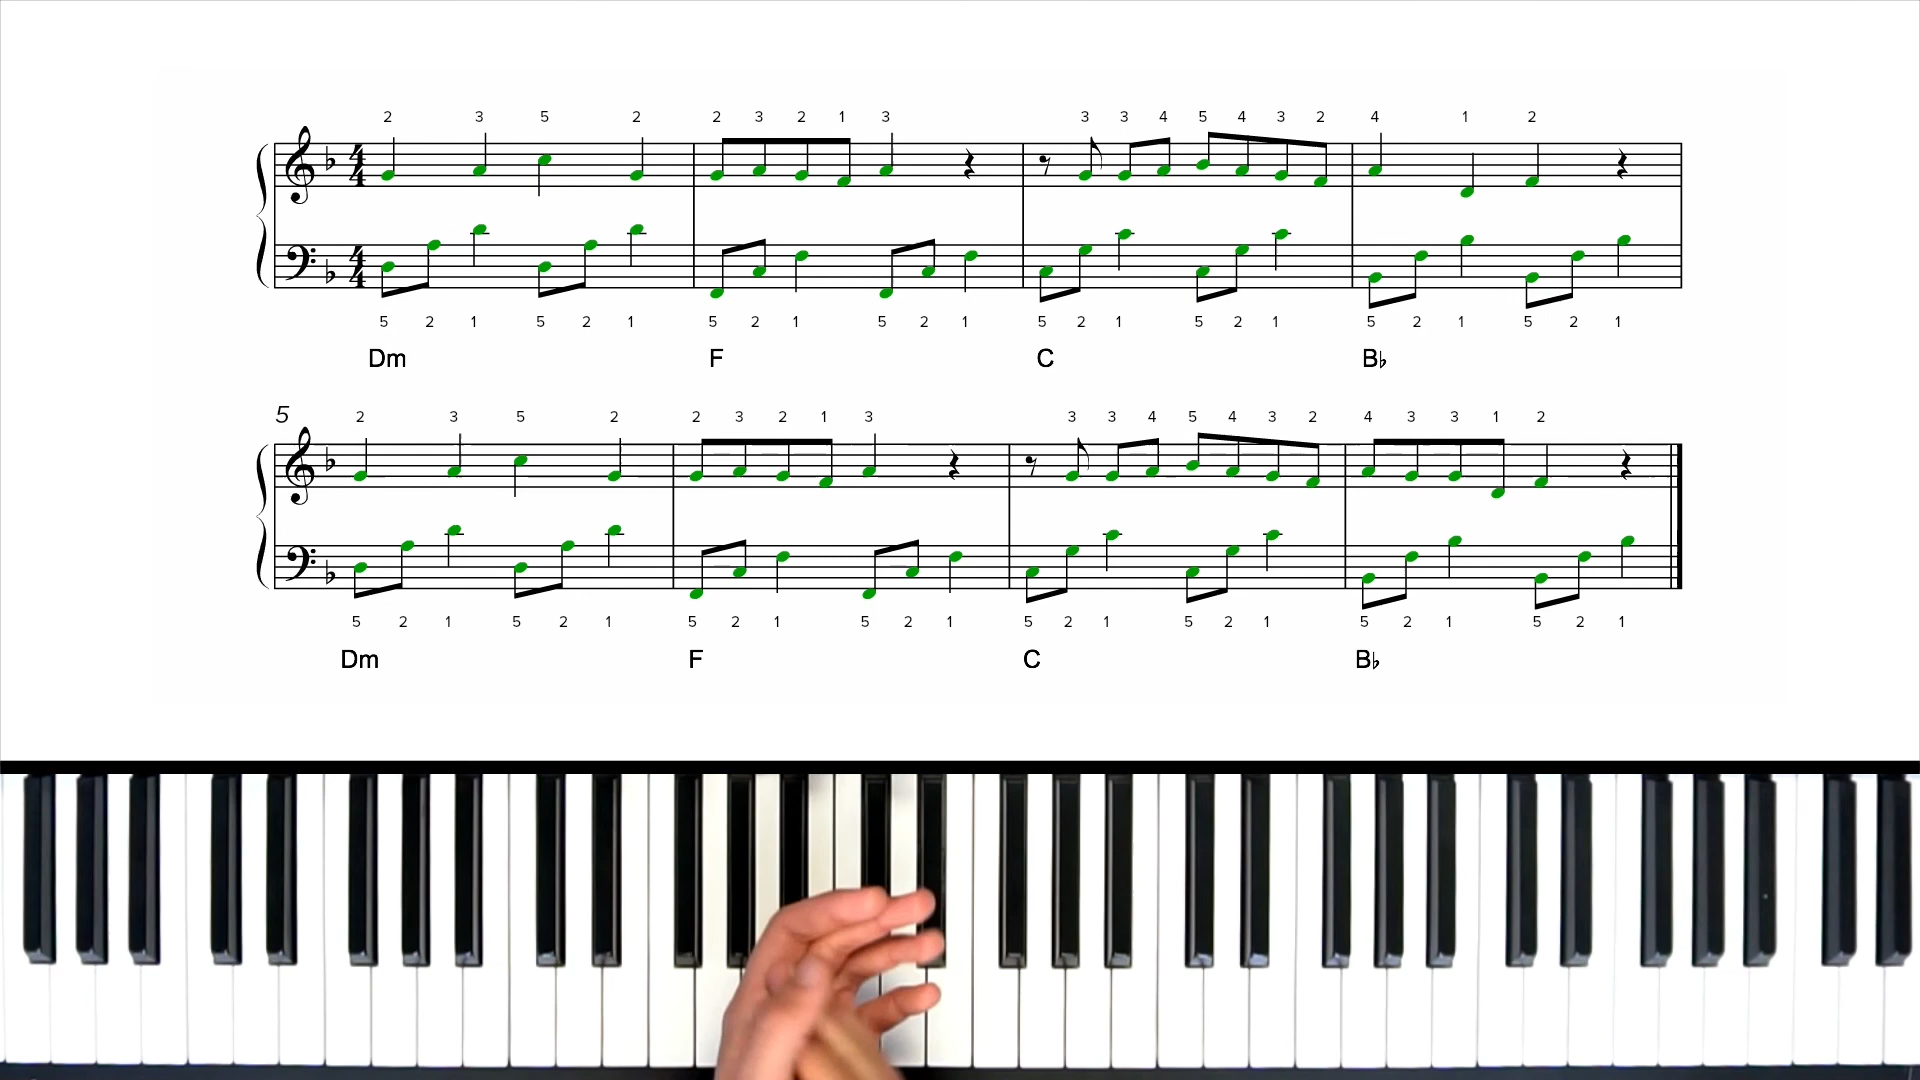 2 3 5 2 2 3 2 1 3 3 3 4 5 4 3 2 4 1 2
4 4
4 4
5 2 1 5 2 1 5 2 1 5 2 1 5 2 1 5 2 1 5 2 1 5 2 1
Dm F C B♭
5 2 3 5 2 2 3 2 1 3 3 3 4 5 4 3 2 4 3 3 1 2
5 2 1 5 2 1 5 2 1 5 2 1 5 2 1 5 2 1 5 2 1 5 2 1
Dm F C B♭